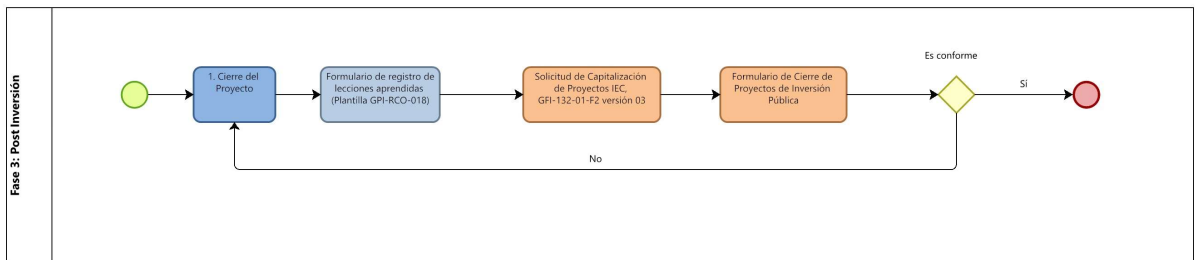 Fase 3: Post Inversión
1. Cierre del
Proyecto
Formulario de registro de
lecciones aprendidas
(Plantilla GPI-RCO-018)
Solicitud de Capitalización
de Proyectos IEC,
GFI-132-01-F2 versión 03
Formulario de Cierre de
Proyectos de Inversión
Pública
Es conforme
Sí
No